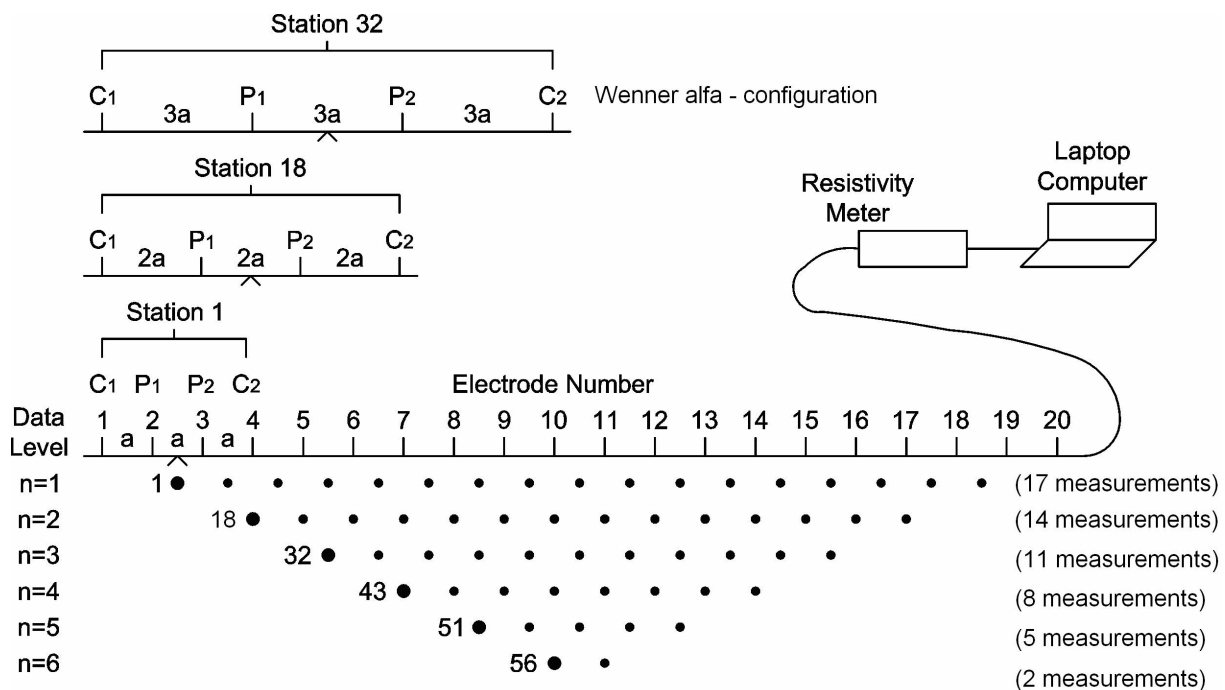 Station 32
C1 P1 P2 C2 Wenner alfa - configuration
3a 3a 3a
Station 18
C1 P1 P2 C2
2a 2a 2a
Resistivity
Meter
Laptop
Computer
Station 1
C1 P1 P2 C2
Electrode Number
Data
Level
1 2 3 4 5 6 7 8 9 10 11 12 13 14 15 16 17 18 19 20
a a a
n=1 1 (17 measurements)
n=2 18 (14 measurements)
n=3 32 (11 measurements)
n=4 43 (8 measurements)
n=5 51 (5 measurements)
n=6 56 (2 measurements)